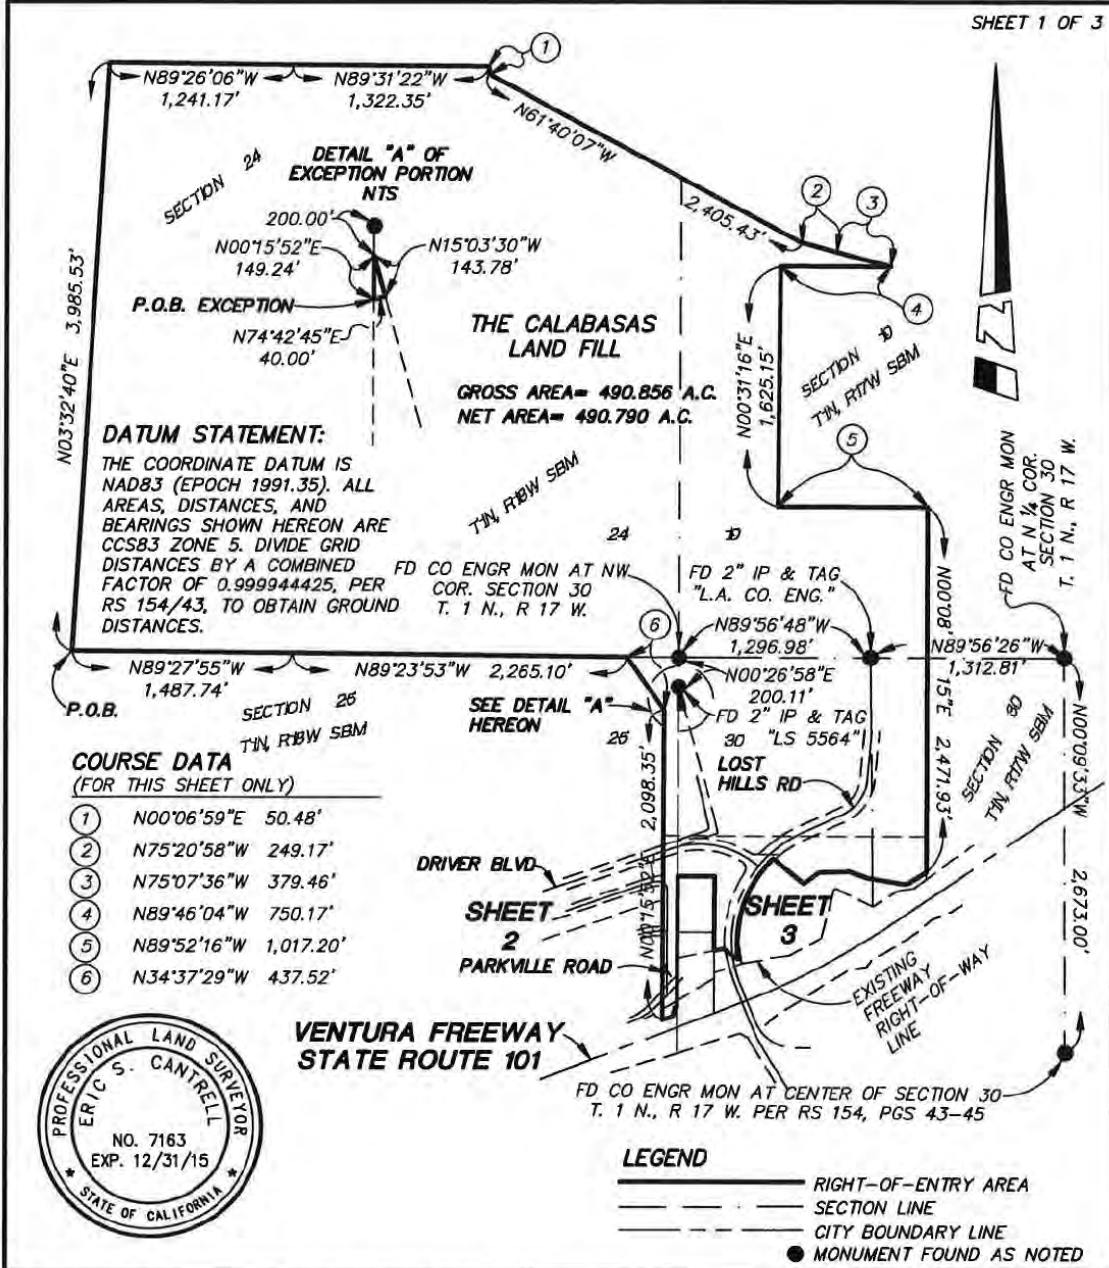 SHEET 1 OF 3
1
N89°26'06"W
1,241.17'
N89°31'22"W
1,322.35'
N61°40'07"W
2,405.43'
2
3
4
SECTION 24
DETAIL "A" OF
EXCEPTION PORTION
NTS
200.00'
N00°15'52"E
149.24'
N15°03'30"W
143.78'
P.O.B. EXCEPTION
N74°42'45"E
40.00'
N03°32'40"E 3,985.53'
THE CALABASAS
LAND FILL
GROSS AREA= 490.856 A.C.
NET AREA= 490.790 A.C.
N00°31'16"E
1,625.15'
SECTION 19
T1N, R17W SBM
5
DATUM STATEMENT:
THE COORDINATE DATUM IS
NAD83 (EPOCH 1991.35). ALL
AREAS, DISTANCES, AND
BEARINGS SHOWN HEREON ARE
CCS83 ZONE 5. DIVIDE GRID
DISTANCES BY A COMBINED
FACTOR OF 0.999944425, PER
RS 154/43, TO OBTAIN GROUND
DISTANCES.
T1N, R18W SBM
24
19
FD CO ENGR MON AT NW
COR. SECTION 30
T. 1 N., R 17 W.
FD 2" IP & TAG
"L.A. CO. ENG."
FD CO ENGR MON
AT N ¼ COR.
SECTION 30
T. 1 N., R 17 W.
6
N89°56'48"W
1,296.98'
N89°56'26"W
1,312.81'
N00°08'15"E 2,471.93'
N89°27'55"W
1,487.74'
N89°23'53"W 2,265.10'
N00°26'58"E
200.11'
P.O.B.
SECTION 25
T1N, R18W SBM
SEE DETAIL "A"
HEREON
25
30
FD 2" IP & TAG
"LS 5564"
LOST
HILLS RD
SECTION 30
T1N, R17W SBM
N00°09'33"W 2,673.00'
N00°15'52"E 2,098.35'
COURSE DATA
(FOR THIS SHEET ONLY)
1 N00°06'59"E 50.48'
2 N75°20'58"W 249.17'
3 N75°07'36"W 379.46'
4 N89°46'04"W 750.17'
5 N89°52'16"W 1,017.20'
6 N34°37'29"W 437.52'
DRIVER BLVD
SHEET
2
PARKVILLE ROAD
SHEET
3
EXISTING
FREEWAY
RIGHT-OF-WAY
LINE
VENTURA FREEWAY
STATE ROUTE 101
FD CO ENGR MON AT CENTER OF SECTION 30
T. 1 N., R 17 W. PER RS 154, PGS 43-45
PROFESSIONAL LAND SURVEYOR
ERIC S. CANTRELL
NO. 7163
EXP. 12/31/15
STATE OF CALIFORNIA
LEGEND
RIGHT-OF-ENTRY AREA
SECTION LINE
CITY BOUNDARY LINE
MONUMENT FOUND AS NOTED